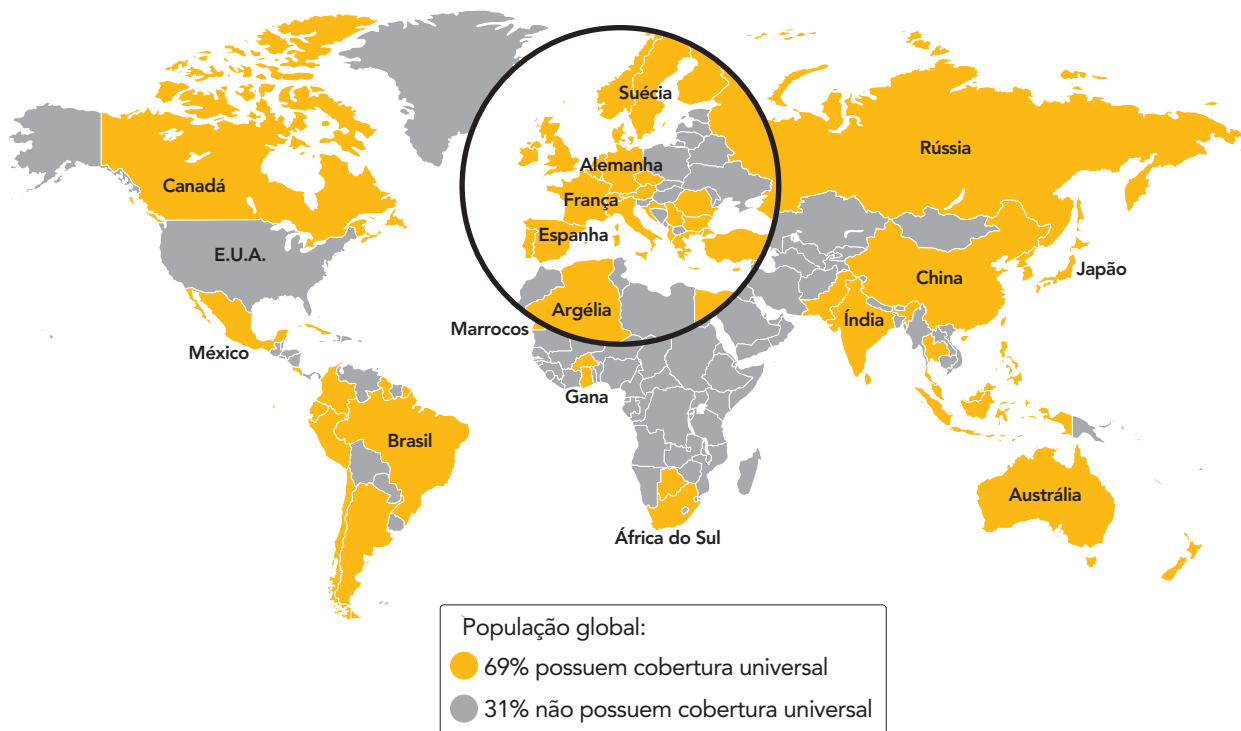 Suécia
Rússia
Alemanha
Canadá
França
Espanha
E.U.A.
China
Japão
Argélia
Índia
Marrocos
México
Gana
Brasil
Austrália
África do Sul
População global:
69% possuem cobertura universal
31% não possuem cobertura universal